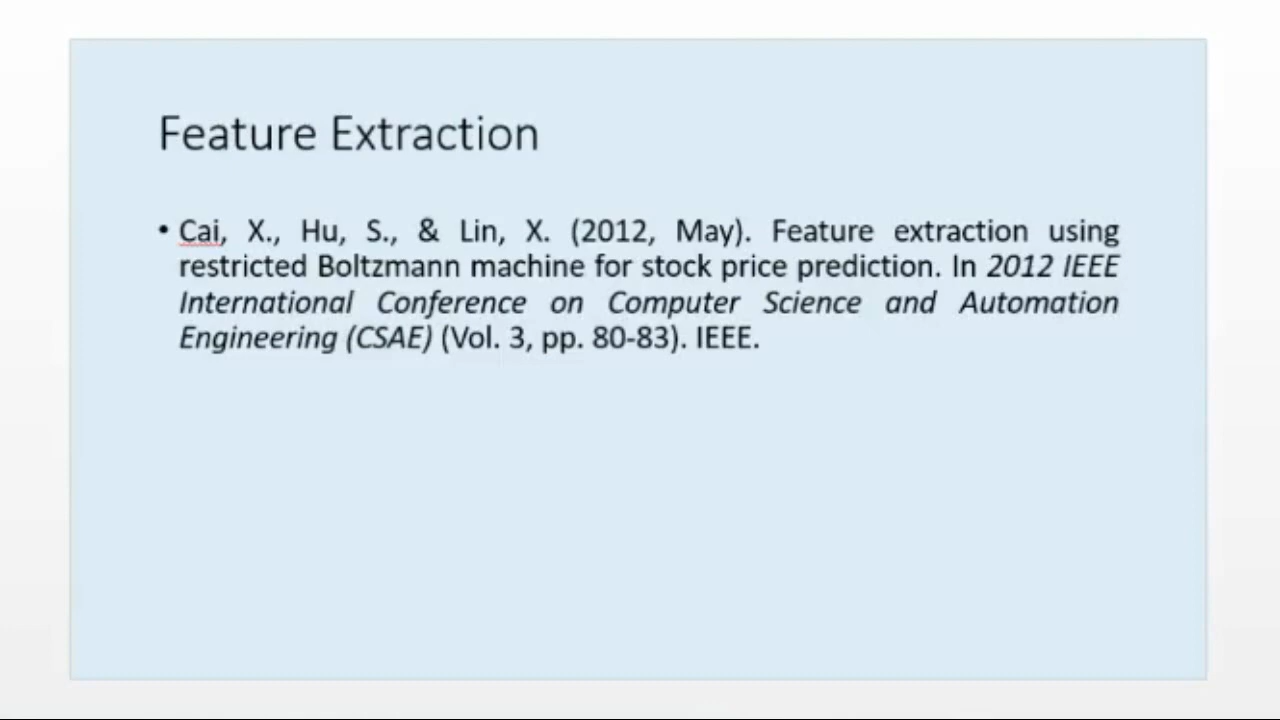 Feature Extraction
• Cai, X., Hu, S., & Lin, X. (2012, May). Feature extraction using
restricted Boltzmann machine for stock price prediction. In 2012 IEEE
International Conference on Computer Science and Automation
Engineering (CSAE) (Vol. 3, pp. 80-83). IEEE.